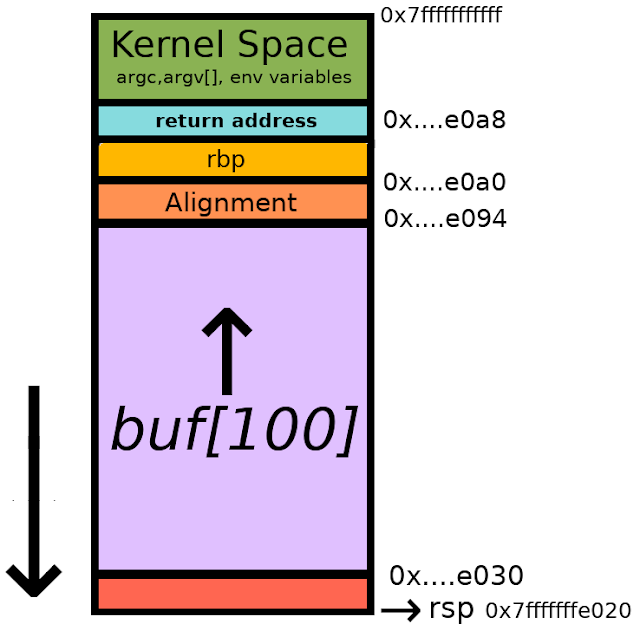 0x7fffffffffff
Kernel Space
argc,argv[], env variables
return address
0x....e0a8
rbp
0x....e0a0
Alignment
0x....e094
buf[100]
0x....e030
rsp 0x7fffffffe020